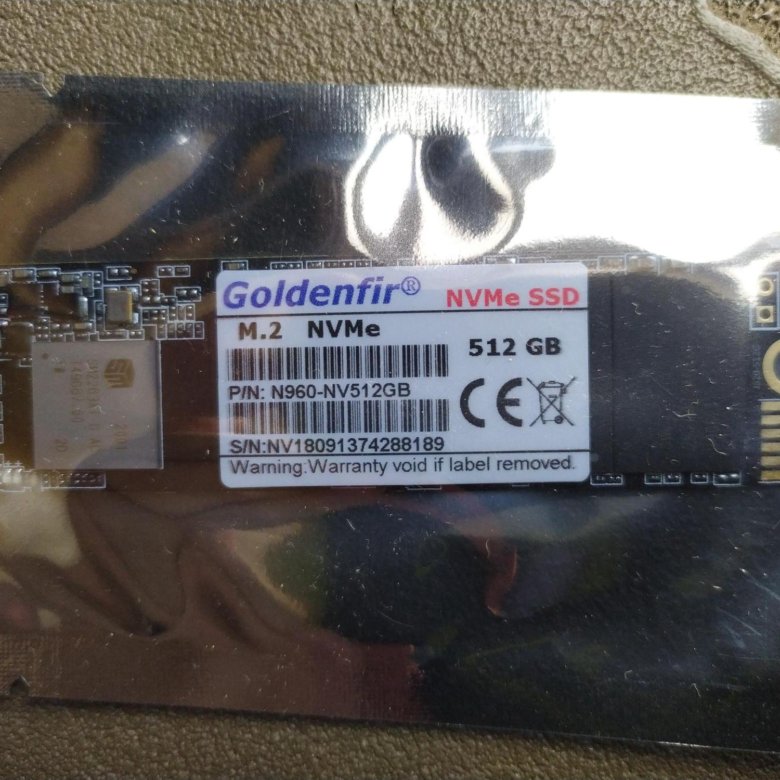 Goldenfir® NVMe SSD
M.2 NVMe
512 GB
P/N: N960-NV512GB
S/N:NV18091374288189
Warning:Warranty void if label removed.